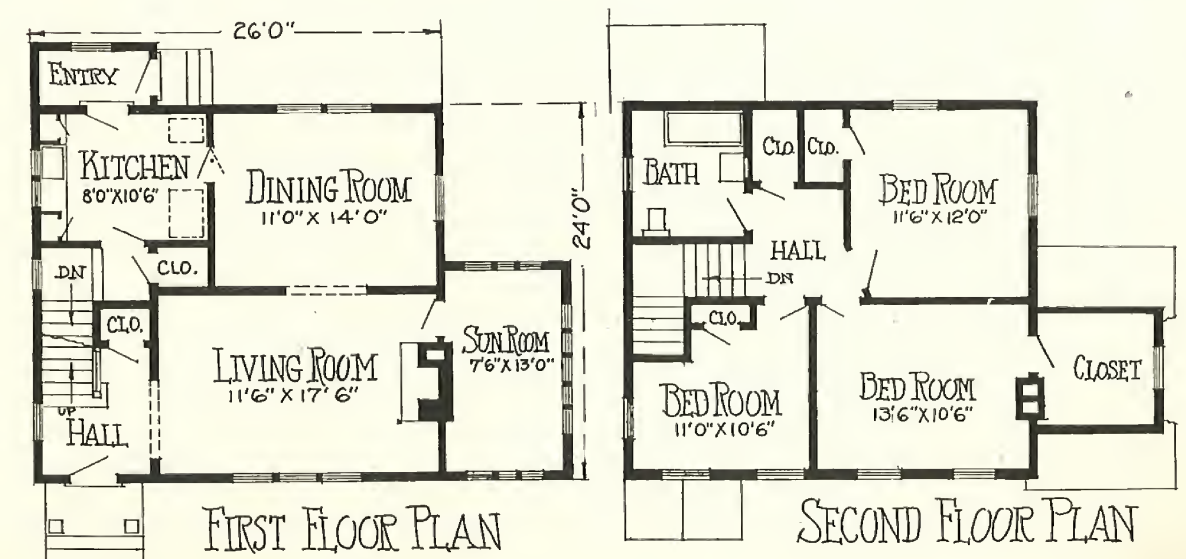 26'0"
ENTRY
KITCHEN
8'0"X10'6"
DINING ROOM
11'0" X 14'0"
24'0"
DN
CLO.
CLO.
LIVING ROOM
11'6" X 17'6"
SUN ROOM
7'6"X13'0"
UP
HALL
FIRST FLOOR PLAN
BATH
CLO.
CLO.
BED ROOM
11'6"X12'0"
HALL
DN
CLO.
BED ROOM
11'0"X10'6"
BED ROOM
13'6"X10'6"
CLOSET
SECOND FLOOR PLAN